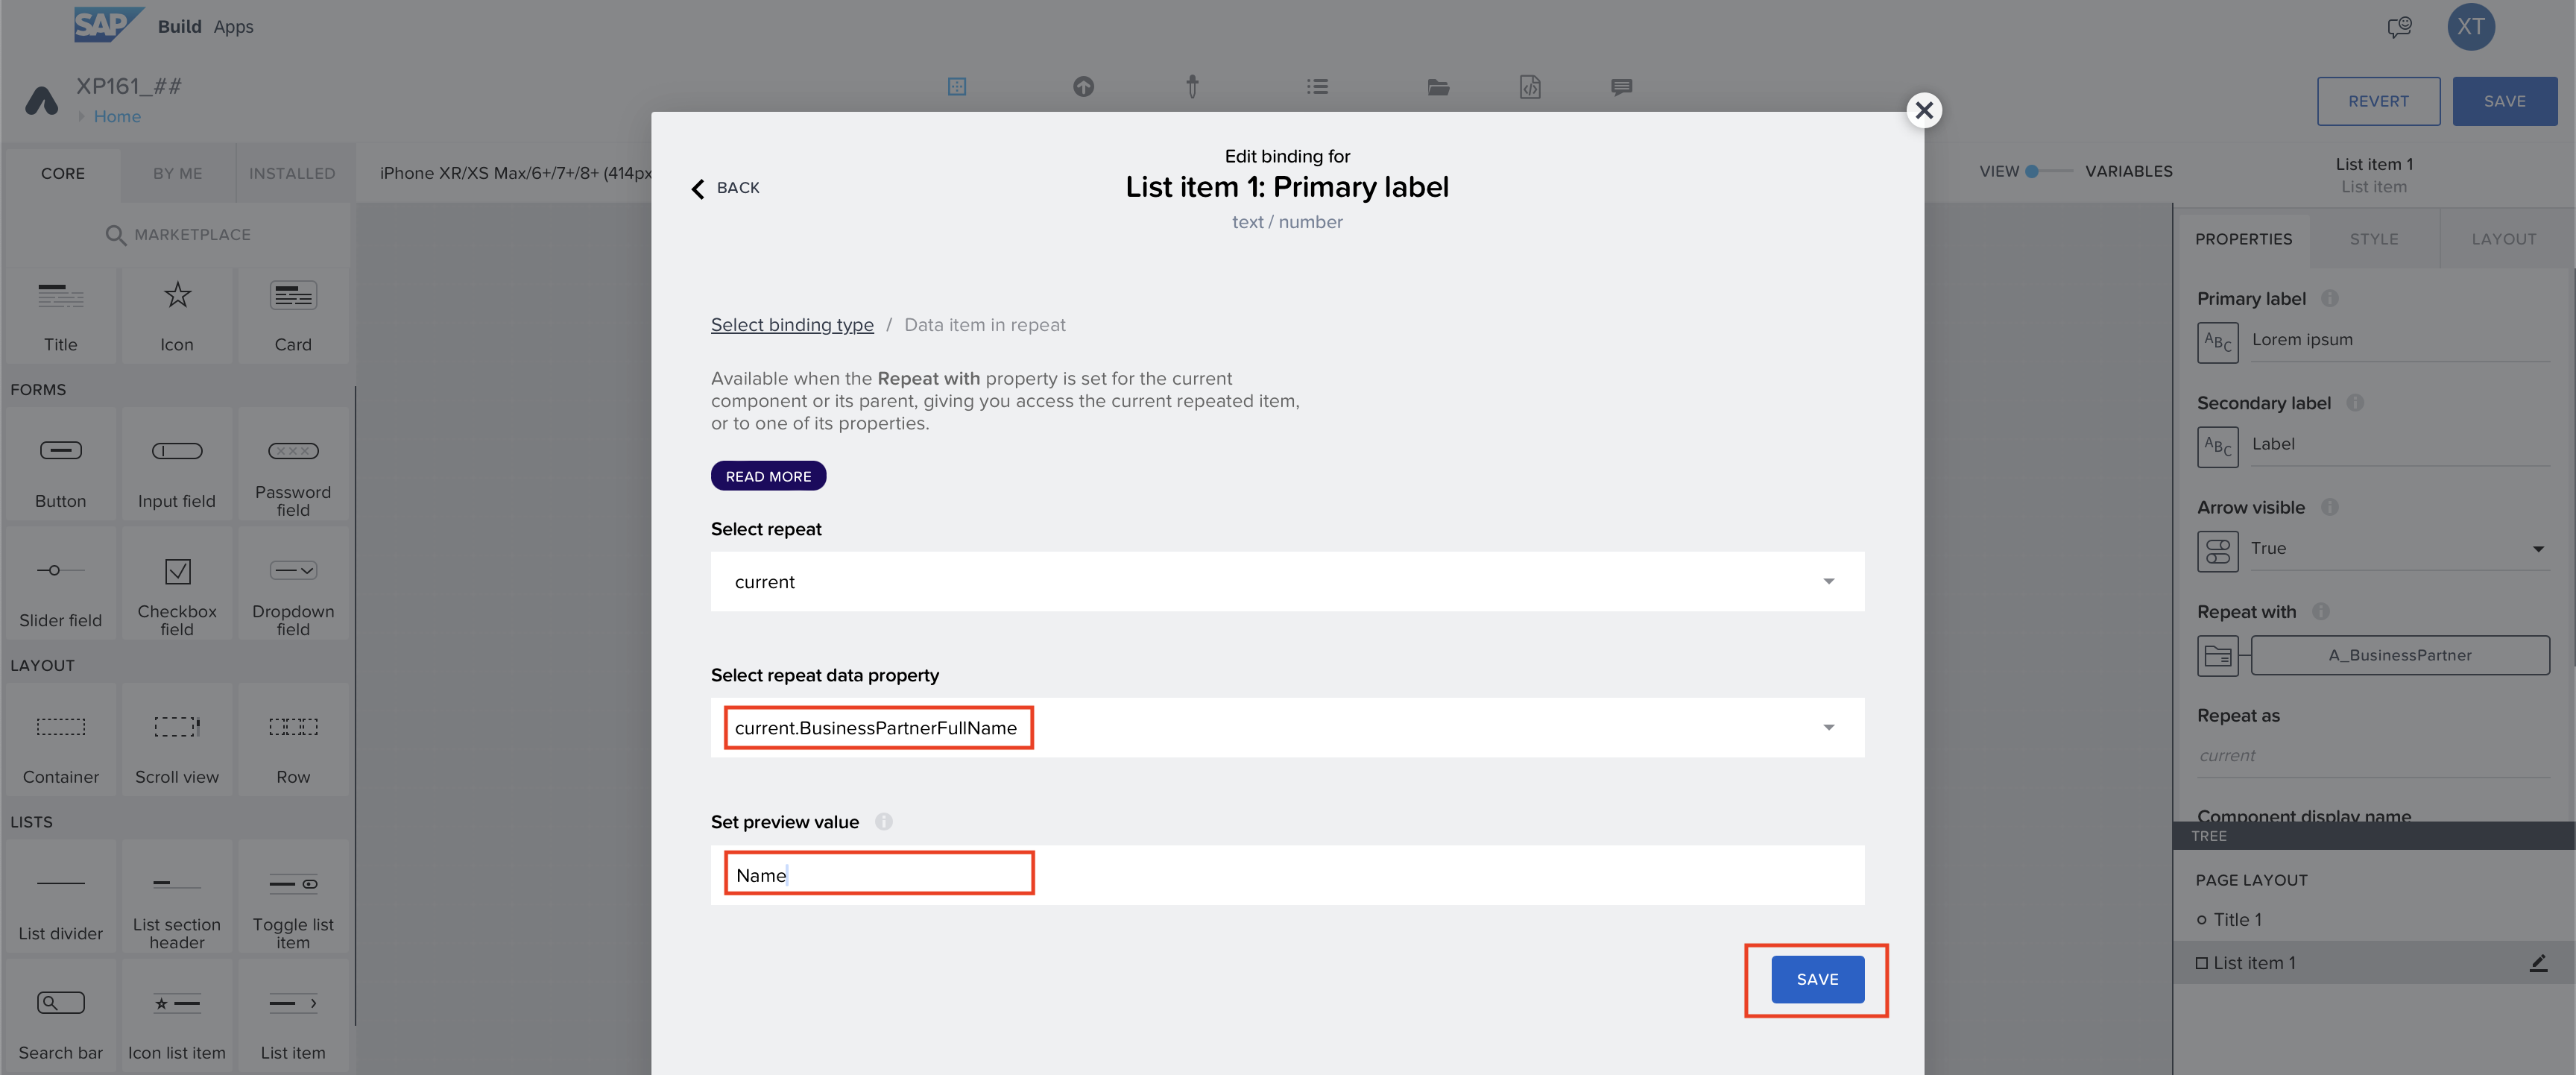 SAP Build Apps
XT
XP161_##
Home
REVERT
SAVE
CORE
BY ME
INSTALLED
iPhone XR/XS Max/6+/7+/8+ (414px
VIEW
VARIABLES
List item 1
List item
MARKETPLACE
Title
Icon
Card
FORMS
Button
Input field
Password
field
Slider field
Checkbox
field
Dropdown
field
LAYOUT
Container
Scroll view
Row
LISTS
List divider
List section
header
Toggle list
item
Search bar
Icon list item
List item
BACK
Edit binding for
List item 1: Primary label
text / number
Select binding type / Data item in repeat
Available when the Repeat with property is set for the current
component or its parent, giving you access the current repeated item,
or to one of its properties.
READ MORE
Select repeat
current
Select repeat data property
current.BusinessPartnerFullName
Set preview value
Name
SAVE
PROPERTIES
STYLE
LAYOUT
Primary label
ABC
Lorem ipsum
Secondary label
ABC
Label
Arrow visible
True
Repeat with
A_BusinessPartner
Repeat as
current
Component display name
TREE
PAGE LAYOUT
Title 1
List item 1